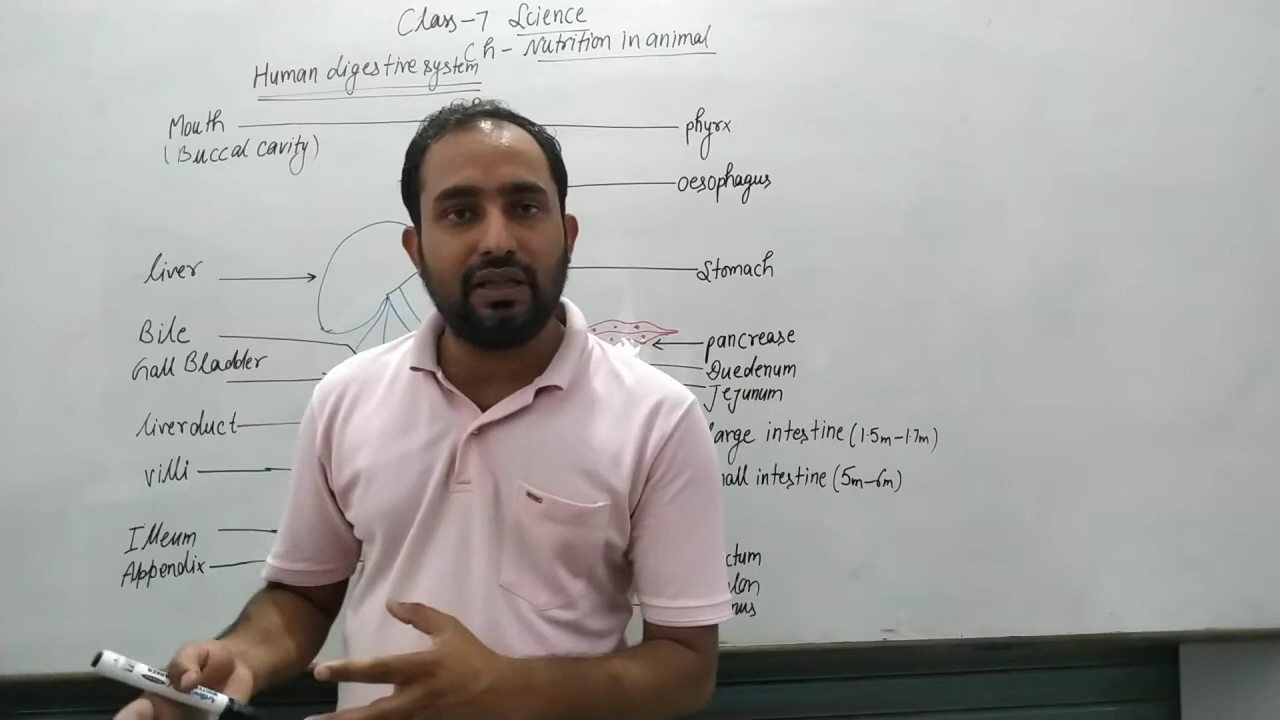 Class-7 Science
Ch- Nutrition in animal
Human digestive system
Mouth
(Buccal cavity)
phyrx
oesophagus
liver
Stomach
Bile
Gall Bladder
pancrease
Duedenum
Jejunum
liverduct
large intestine (1.5m-1.7m)
villi
mall intestine (5m-6m)
Illeum
Appendix
ctum
lon
nus